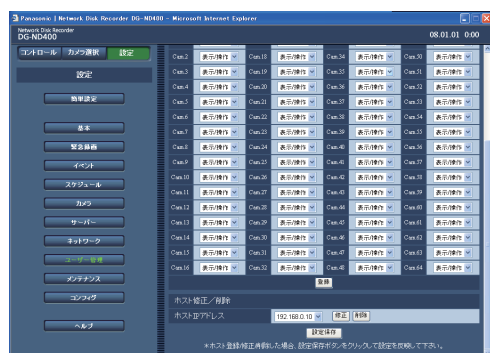 Panasonic | Network Disk Recorder DG-ND400 - Microsoft Internet Explorer
Network Disk Recorder
DG-ND400
08.01.01 0:00
コントロール カメラ選択 設定
設定
簡単設定
基本
緊急録画
イベント
スケジュール
カメラ
サーバー
ネットワーク
ユーザー管理
メンテナンス
コンフィグ
ヘルプ
Cam.2 表示/操作 Cam.18 表示/操作 Cam.34 表示/操作 Cam.50 表示/操作
Cam.3 表示/操作 Cam.19 表示/操作 Cam.35 表示/操作 Cam.51 表示/操作
Cam.4 表示/操作 Cam.20 表示/操作 Cam.36 表示/操作 Cam.52 表示/操作
Cam.5 表示/操作 Cam.21 表示/操作 Cam.37 表示/操作 Cam.53 表示/操作
Cam.6 表示/操作 Cam.22 表示/操作 Cam.38 表示/操作 Cam.54 表示/操作
Cam.7 表示/操作 Cam.23 表示/操作 Cam.39 表示/操作 Cam.55 表示/操作
Cam.8 表示/操作 Cam.24 表示/操作 Cam.40 表示/操作 Cam.56 表示/操作
Cam.9 表示/操作 Cam.25 表示/操作 Cam.41 表示/操作 Cam.57 表示/操作
Cam.10 表示/操作 Cam.26 表示/操作 Cam.42 表示/操作 Cam.58 表示/操作
Cam.11 表示/操作 Cam.27 表示/操作 Cam.43 表示/操作 Cam.59 表示/操作
Cam.12 表示/操作 Cam.28 表示/操作 Cam.44 表示/操作 Cam.60 表示/操作
Cam.13 表示/操作 Cam.29 表示/操作 Cam.45 表示/操作 Cam.61 表示/操作
Cam.14 表示/操作 Cam.30 表示/操作 Cam.46 表示/操作 Cam.62 表示/操作
Cam.15 表示/操作 Cam.31 表示/操作 Cam.47 表示/操作 Cam.63 表示/操作
Cam.16 表示/操作 Cam.32 表示/操作 Cam.48 表示/操作 Cam.64 表示/操作
登録
ホスト修正／削除
ホストIPアドレス 192.168.0.10 修正 削除
設定保存
※ホスト登録/修正/削除した場合、設定保存ボタンをクリックして設定を反映して下さい。